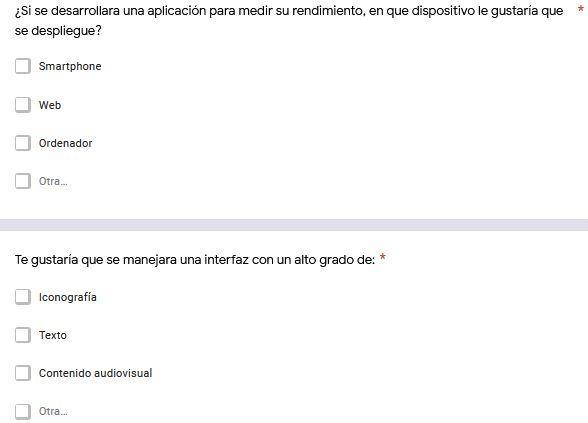 ¿Si se desarrollara una aplicación para medir su rendimiento, en que dispositivo le gustaría que *
se despliegue?
Smartphone
Web
Ordenador
Otra...
Te gustaría que se manejara una interfaz con un alto grado de: *
Iconografía
Texto
Contenido audiovisual
Otra...